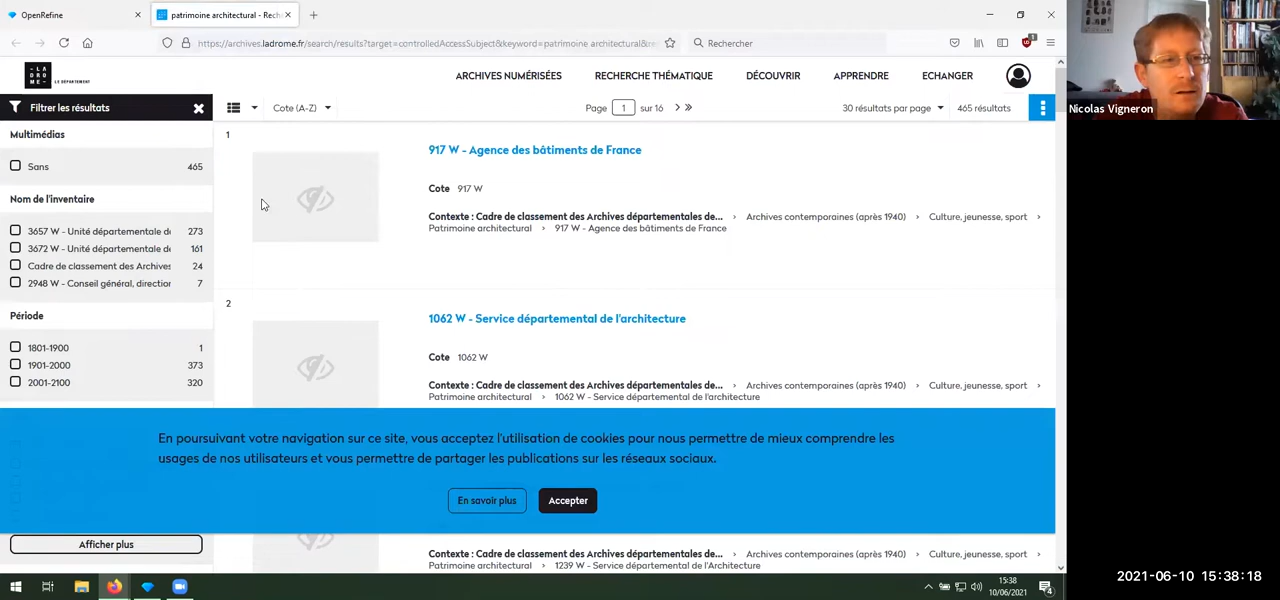 OpenRefine
patrimoine architectural - Rech
https://archives.ladrome.fr/search/results?target=controlledAccessSubject&keyword=patrimoine architectural&re
Rechercher
Nicolas Vigneron
LA DROME LE DÉPARTEMENT
ARCHIVES NUMÉRISÉES RECHERCHE THÉMATIQUE DÉCOUVRIR APPRENDRE ECHANGER
Filtrer les résultats
Cote (A-Z)
Page 1 sur 16
30 résultats par page
465 résultats
Multimédias
Sans 465
Nom de l'inventaire
3657 W - Unité départementale de 273
3672 W - Unité départementale de 161
Cadre de classement des Archives 24
2948 W - Conseil général, direction 7
Période
1801-1900 1
1901-2000 373
2001-2100 320
Afficher plus
1
917 W - Agence des bâtiments de France
Cote 917 W
Contexte : Cadre de classement des Archives départementales de... › Archives contemporaines (après 1940) › Culture, jeunesse, sport ›
Patrimoine architectural › 917 W - Agence des bâtiments de France
2
1062 W - Service départemental de l'architecture
Cote 1062 W
Contexte : Cadre de classement des Archives départementales de... › Archives contemporaines (après 1940) › Culture, jeunesse, sport ›
Patrimoine architectural › 1062 W - Service départemental de l'architecture
En poursuivant votre navigation sur ce site, vous acceptez l'utilisation de cookies pour nous permettre de mieux comprendre les
usages de nos utilisateurs et vous permettre de partager les publications sur les réseaux sociaux.
En savoir plus
Accepter
Contexte : Cadre de classement des Archives départementales de... › Archives contemporaines (après 1940) › Culture, jeunesse, sport ›
Patrimoine architectural › 1239 W - Service départemental de l'Architecture
15:38
10/06/2021
4
2021-06-10 15:38:18